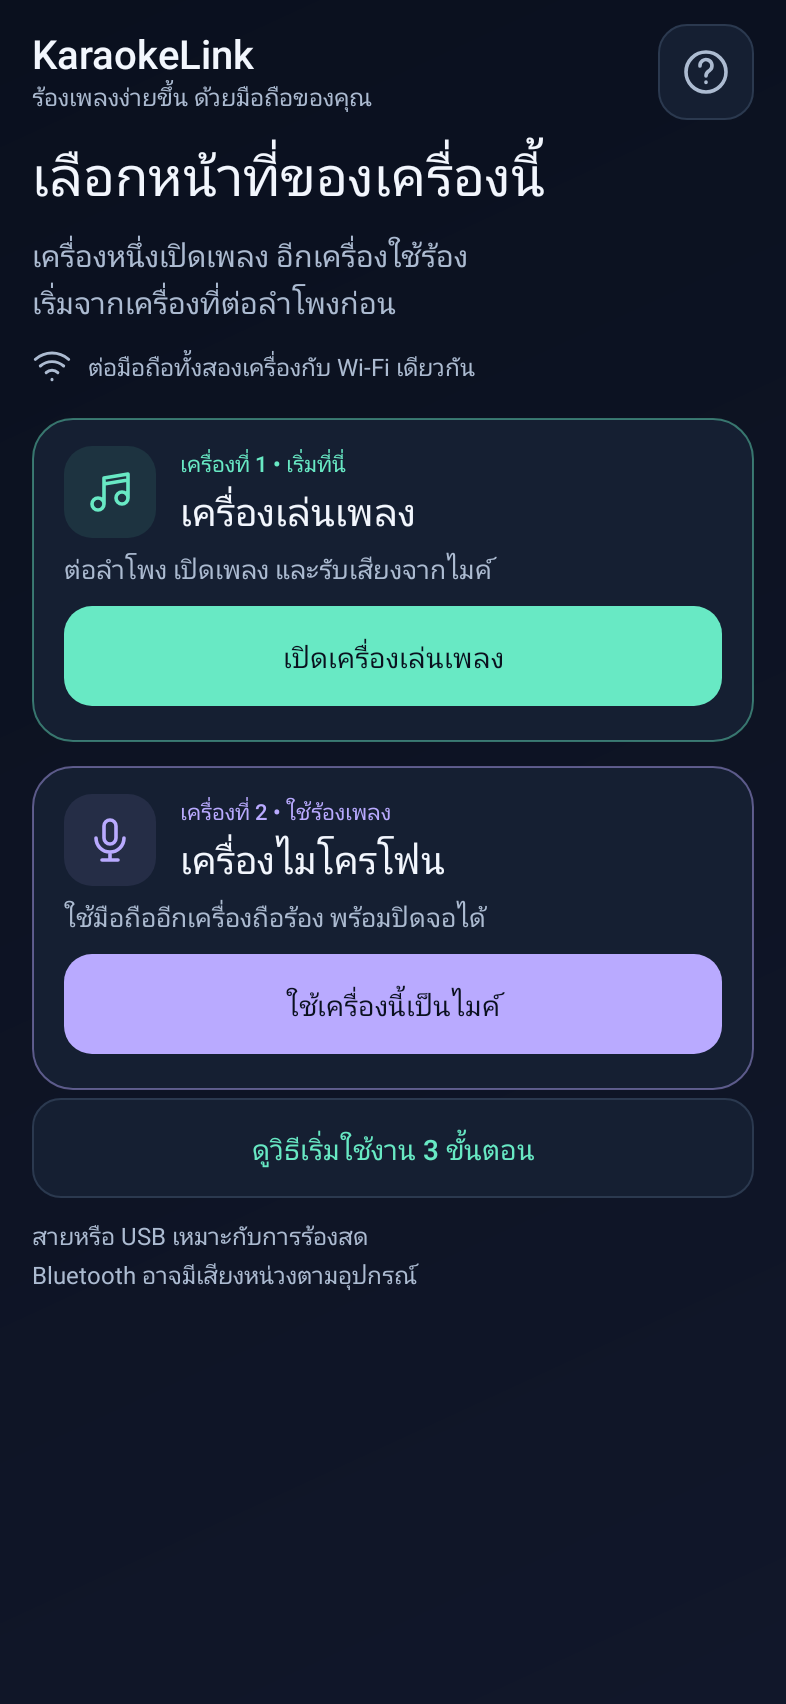 KaraokeLink
ร้องเพลงง่ายขึ้น ด้วยมือถือของคุณ
เลือกหน้าที่ของเครื่องนี้
เครื่องหนึ่งเปิดเพลง อีกเครื่องใช้ร้อง
เริ่มจากเครื่องที่ต่อลำโพงก่อน
ต่อมือถือทั้งสองเครื่องกับ Wi-Fi เดียวกัน
เครื่องที่ 1 • เริ่มที่นี่
เครื่องเล่นเพลง
ต่อลำโพง เปิดเพลง และรับเสียงจากไมค์
เปิดเครื่องเล่นเพลง
เครื่องที่ 2 • ใช้ร้องเพลง
เครื่องไมโครโฟน
ใช้มือถืออีกเครื่องถือร้อง พร้อมปิดจอได้
ใช้เครื่องนี้เป็นไมค์
ดูวิธีเริ่มใช้งาน 3 ขั้นตอน
สายหรือ USB เหมาะกับการร้องสด
Bluetooth อาจมีเสียงหน่วงตามอุปกรณ์